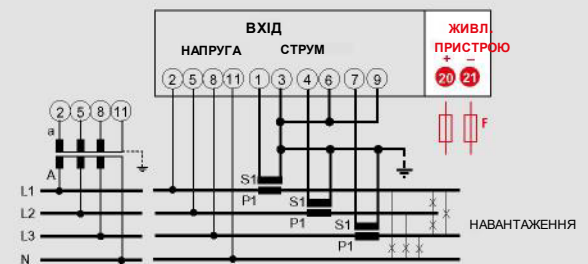 ВХІД
ЖИВЛ.
НАПРУГА СТРУМ
ПРИСТРОЮ
+ –
2 5 8 11 1 3 4 6 7 9 20 21
2 5 8 11
F
a
A
S1
L1
P1
S1
L2
P1
S1
НАВАНТАЖЕННЯ
L3
P1
N